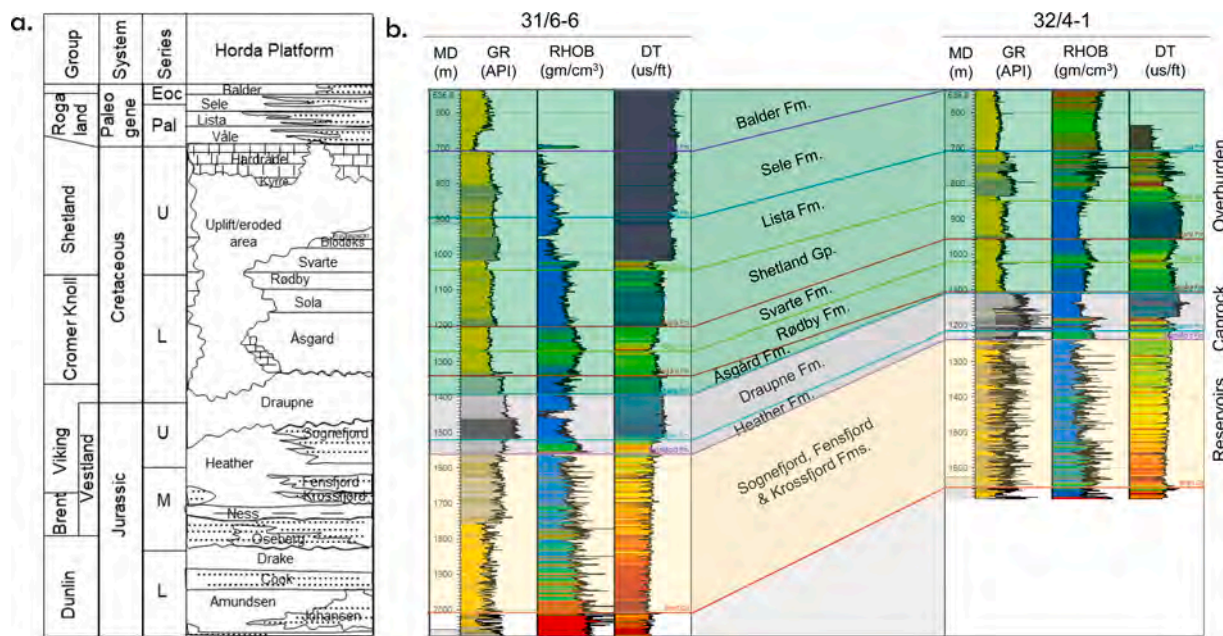 a.
Group
System
Series
Horda Platform
Roga land
Paleo gene
Eoc
Pal
Balder
Sele
Lista
Våle
Shetland
Cretaceous
U
Hardråde
Kyrre
Uplift/eroded
area
Blodøks
Svarte
Cromer Knoll
L
Rødby
Sola
Åsgard
Draupne
Viking
Vestland
Jurassic
U
Sognefjord
Heather
Brent
M
Fensfjord
Krossfjord
Ness
Oseberg
Dunlin
L
Drake
Cook
Amundsen
Johansen
b.
31/6-6
MD GR RHOB DT
(m) (API) (gm/cm³) (us/ft)
700
800
900
1000
1100
1200
1300
1400
1500
1600
1700
1800
1900
2000
Balder Fm.
Sele Fm.
Lista Fm.
Shetland Gp.
Svarte Fm.
Rødby Fm.
Åsgård Fm.
Draupne Fm.
Heather Fm.
Sognefjord, Fensfjord
& Krossfjord Fms.
32/4-1
MD GR RHOB DT
(m) (API) (gm/cm³) (us/ft)
700
800
900
1000
1100
1200
1300
1400
1500
1600
Overburden
Caprock
Reservoirs